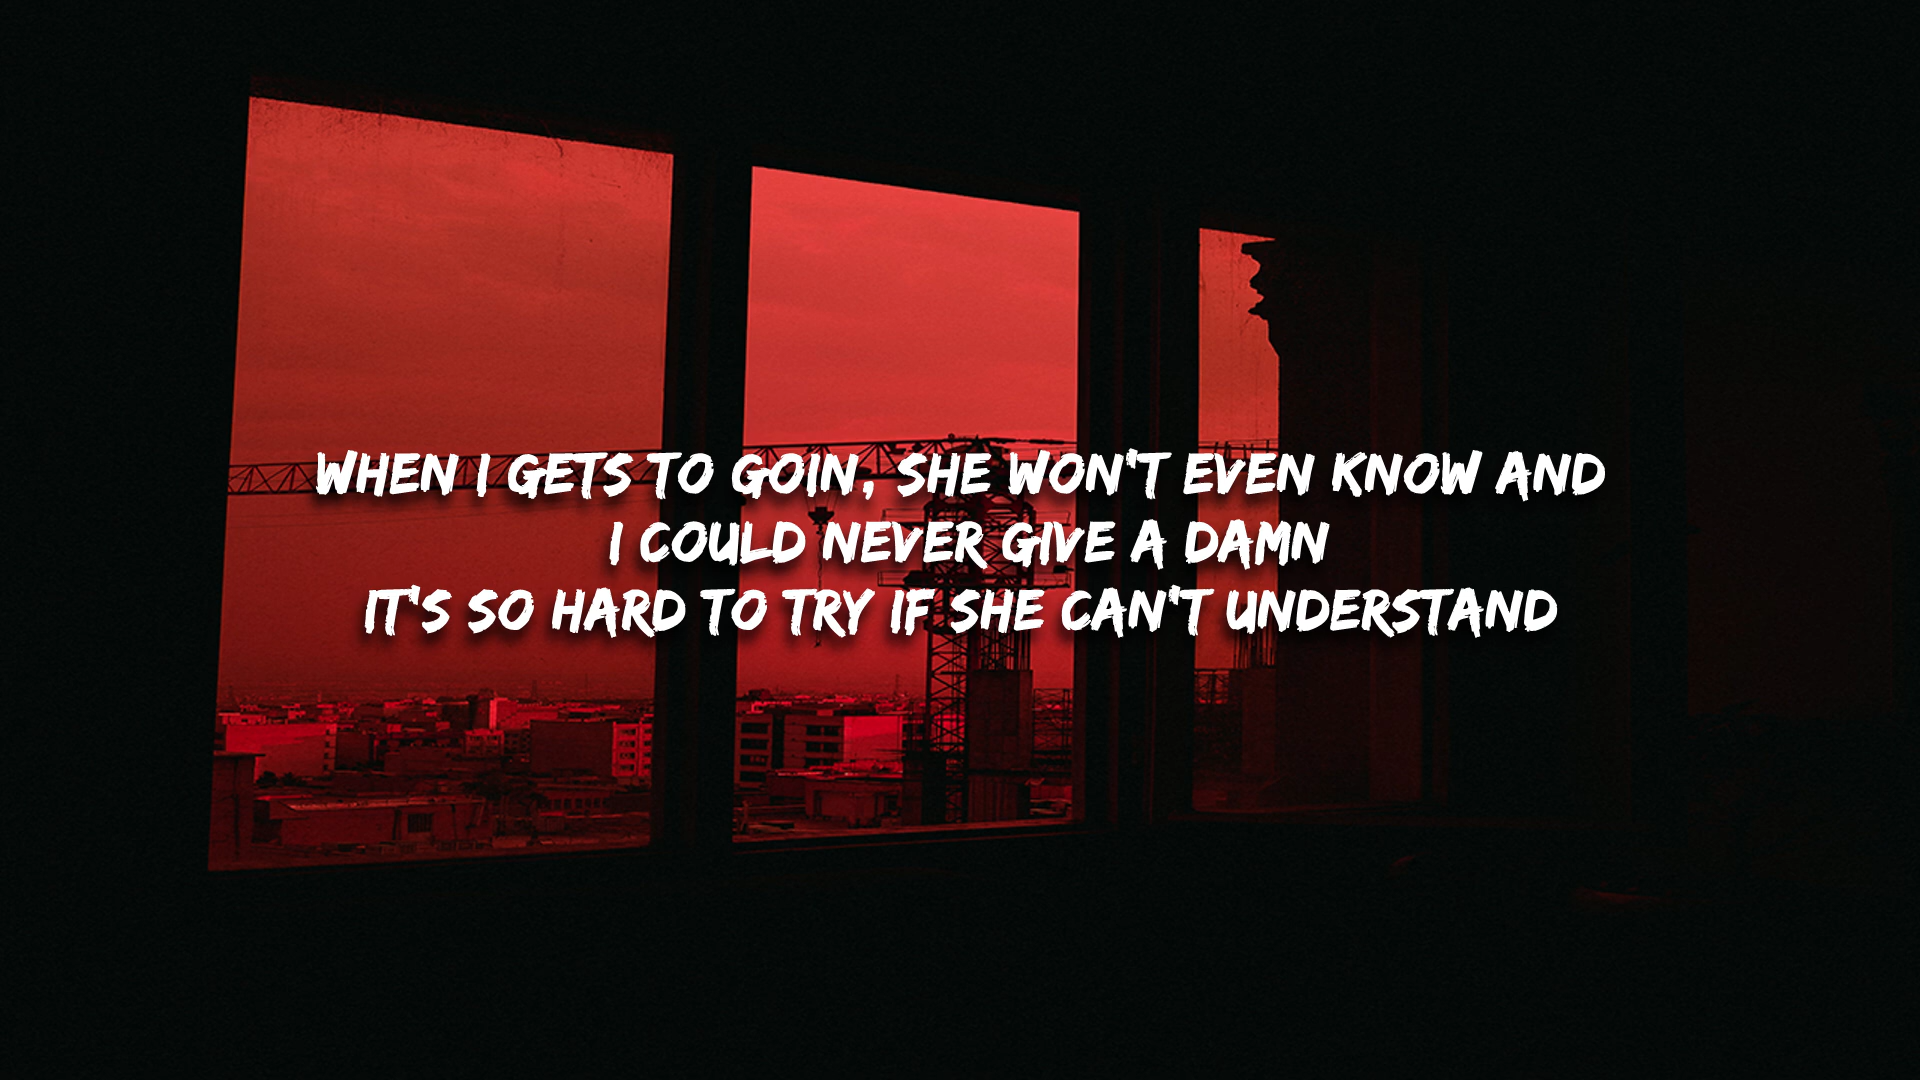 WHEN I GETS TO GOIN, SHE WON'T EVEN KNOW AND
I COULD NEVER GIVE A DAMN
IT'S SO HARD TO TRY IF SHE CAN'T UNDERSTAND